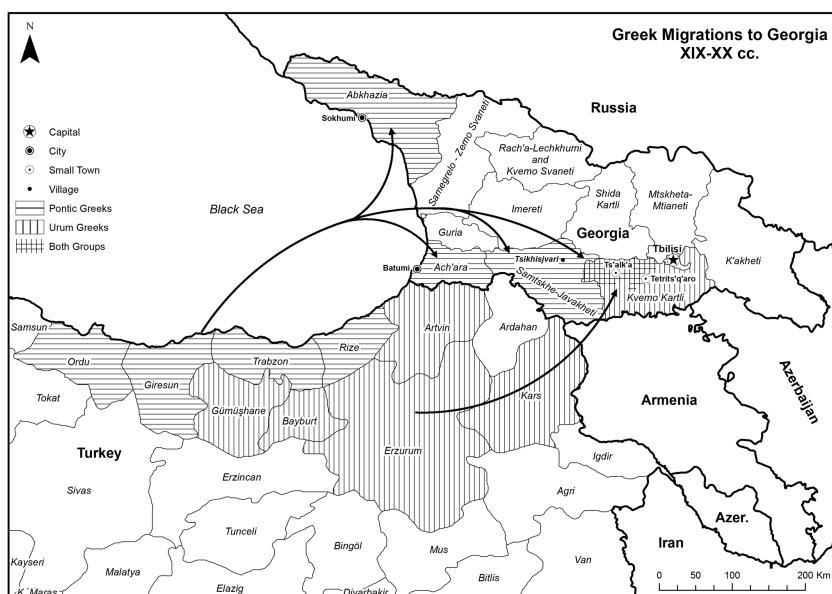 Greek Migrations to Georgia
XIX-XX cc.
N
Capital
City
Small Town
Village
Pontic Greeks
Urum Greeks
Both Groups
Abkhazia
Sokhumi
Russia
Samegrelo - Zemo Svaneti
Rach'a-Lechkhumi
and
Kvemo Svaneti
Black Sea
Imereti
Shida
Kartli
Mtskheta-
Mtianeti
Guria
Georgia
Tbilisi
K'akheti
Batumi
Ach'ara
Tsikhisjvari
Ts'alk'a
Tetrits'q'aro
Samtskhe-Javakheti
Kvemo Kartli
Samsun
Ordu
Giresun
Trabzon
Rize
Artvin
Ardahan
Tokat
Gümüşhane
Bayburt
Kars
Armenia
Azerbaijan
Turkey
Erzurum
Igdir
Sivas
Erzincan
Agri
Tunceli
Azer.
Iran
Kayseri
Malatya
Bingöl
Mus
Van
K. Maras
Elazig
Diyarbakir
Bitlis
0 50 100 200 Km